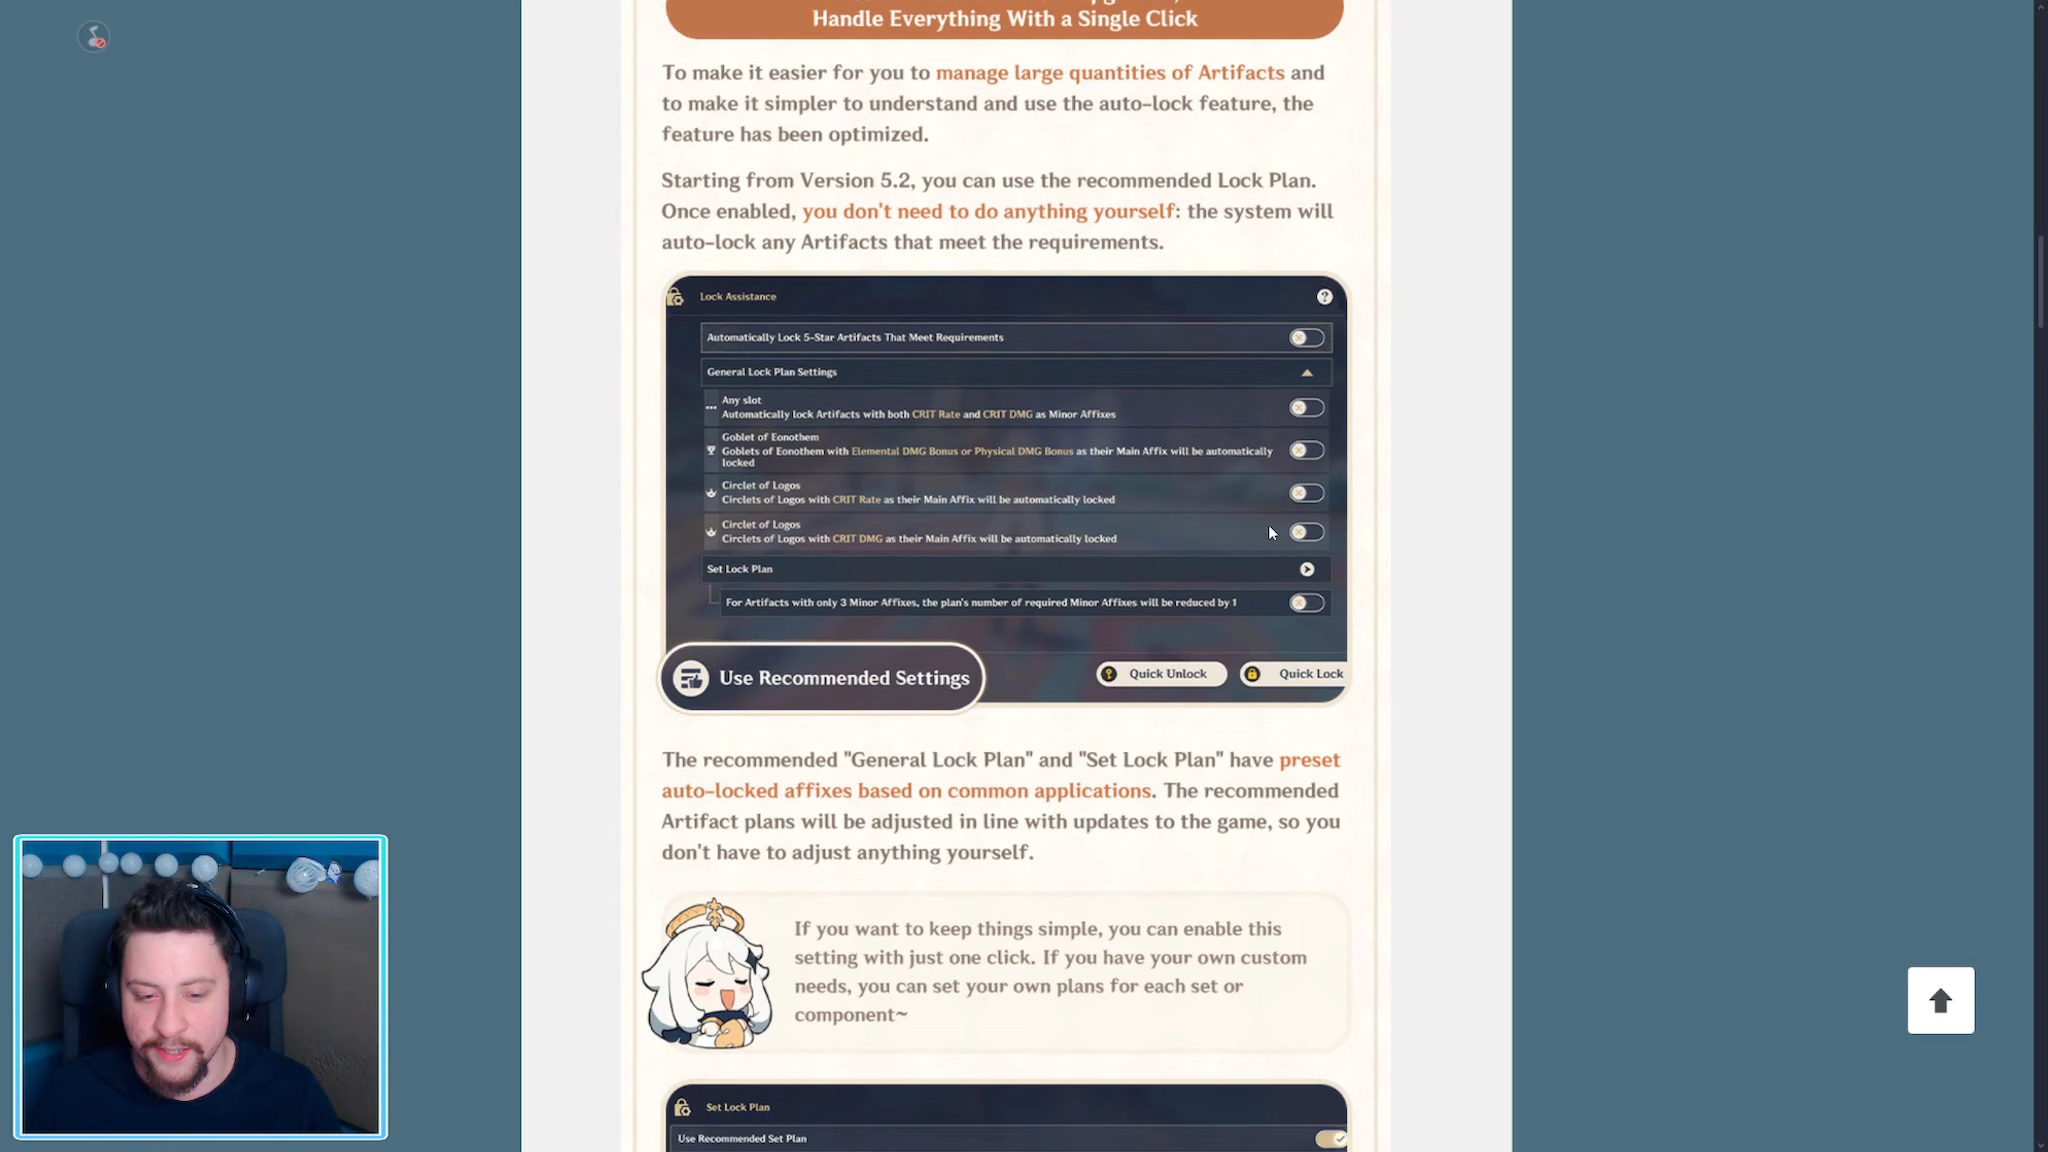 Handle Everything With a Single Click
To make it easier for you to manage large quantities of Artifacts and
to make it simpler to understand and use the auto-lock feature, the
feature has been optimized.
Starting from Version 5.2, you can use the recommended Lock Plan.
Once enabled, you don't need to do anything yourself: the system will
auto-lock any Artifacts that meet the requirements.
Lock Assistance
?
Automatically Lock 5-Star Artifacts That Meet Requirements
General Lock Plan Settings
Any slot
Automatically lock Artifacts with both CRIT Rate and CRIT DMG as Minor Affixes
Goblet of Eonothem
Goblets of Eonothem with Elemental DMG Bonus or Physical DMG Bonus as their Main Affix will be automatically
locked
Circlet of Logos
Circlets of Logos with CRIT Rate as their Main Affix will be automatically locked
Circlet of Logos
Circlets of Logos with CRIT DMG as their Main Affix will be automatically locked
Set Lock Plan
For Artifacts with only 3 Minor Affixes, the plan's number of required Minor Affixes will be reduced by 1
Use Recommended Settings
Quick Unlock
Quick Lock
The recommended "General Lock Plan" and "Set Lock Plan" have preset
auto-locked affixes based on common applications. The recommended
Artifact plans will be adjusted in line with updates to the game, so you
don't have to adjust anything yourself.
If you want to keep things simple, you can enable this
setting with just one click. If you have your own custom
needs, you can set your own plans for each set or
component~
Set Lock Plan
Use Recommended Set Plan